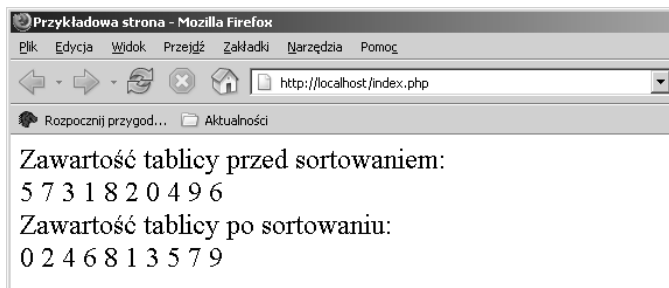 Przykładowa strona - Mozilla Firefox
Plik Edycja Widok Przejdź Zakładki Narzędzia Pomoc
http://localhost/index.php
Rozpocznij przygod... Aktualności
Zawartość tablicy przed sortowaniem:
5 7 3 1 8 2 0 4 9 6
Zawartość tablicy po sortowaniu:
0 2 4 6 8 1 3 5 7 9